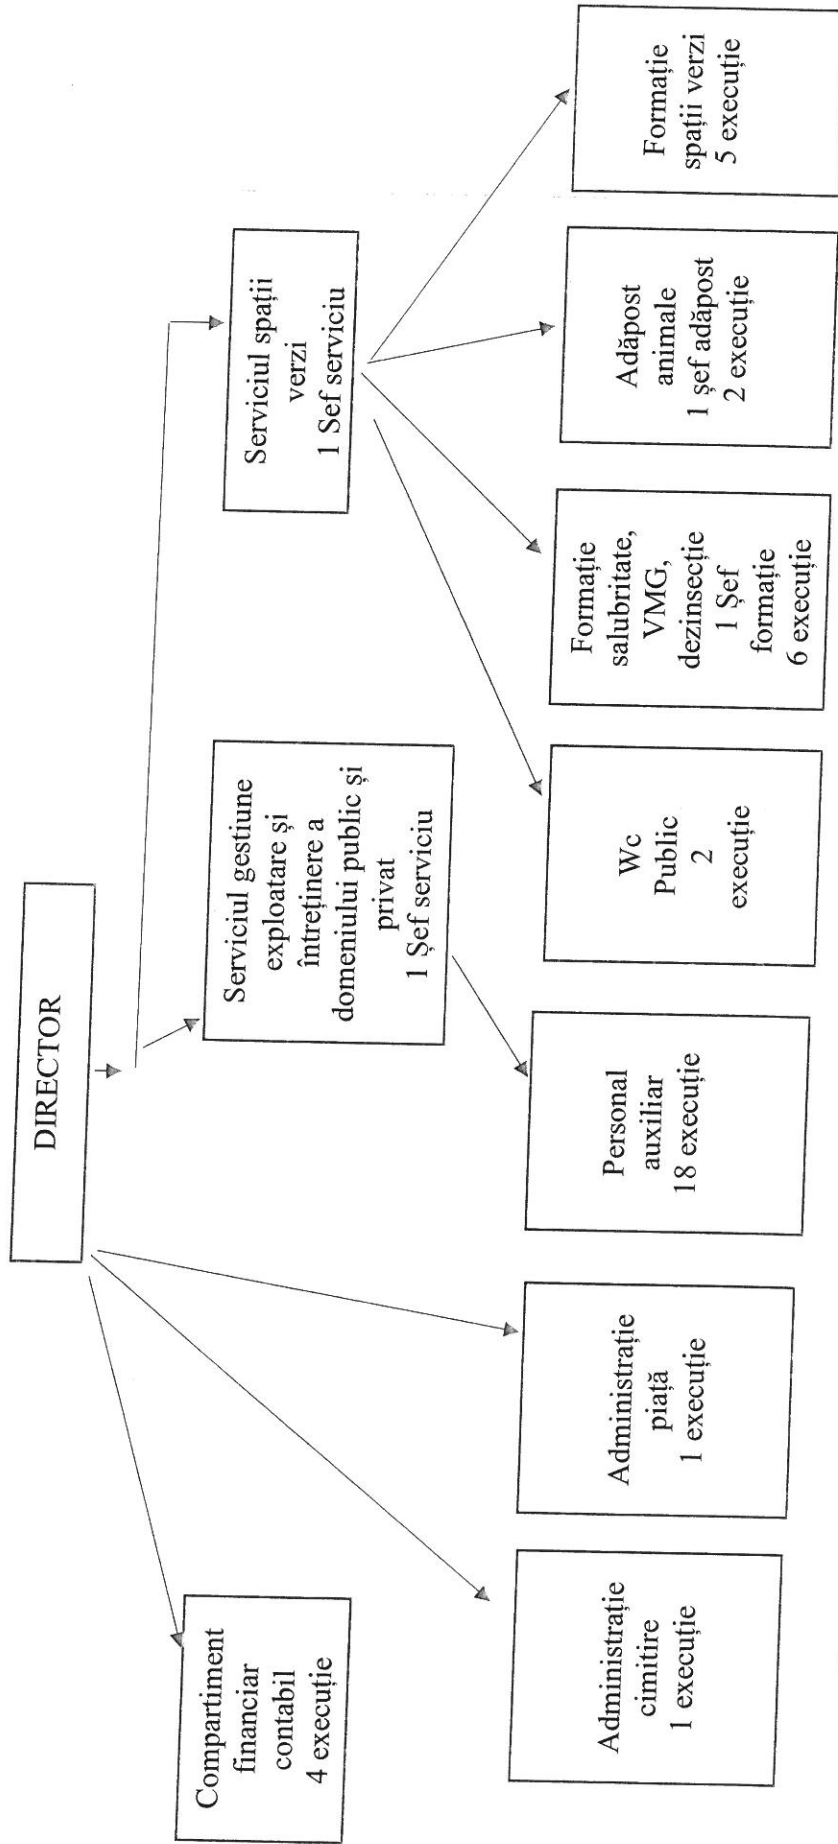 DIRECTOR
Compartiment
financiar
contabil
4 execuție
Serviciul gestiune
exploatare și
întreținere a
domeniului public și
privat
1 Șef serviciu
Serviciul spații
verzi
1 Sef serviciu
Administrație
cimitire
1 execuție
Administrație
piață
1 execuție
Personal
auxiliar
18 execuție
Wc
Public
2
execuție
Formație
salubritate,
VMG,
dezinsecție
1 Șef
formație
6 execuție
Adăpost
animale
1 șef adăpost
2 execuție
Formație
spații verzi
5 execuție